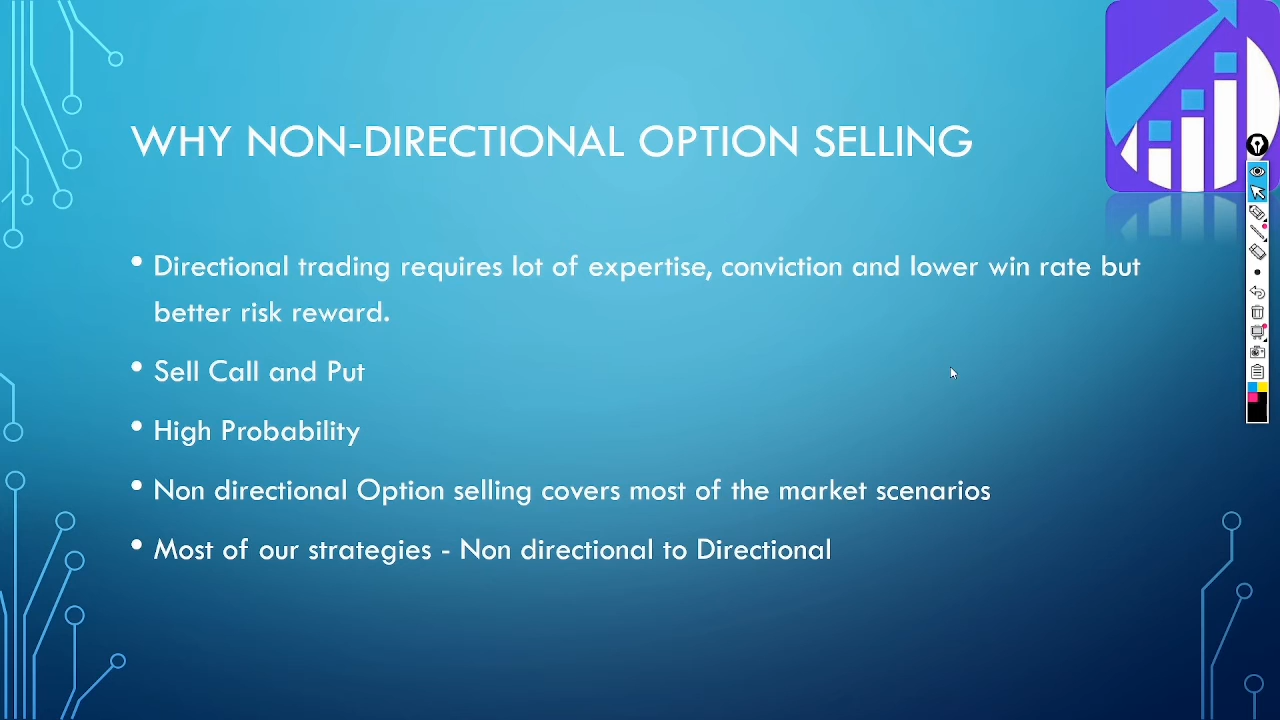 WHY NON-DIRECTIONAL OPTION SELLING
• Directional trading requires lot of expertise, conviction and lower win rate but
better risk reward.
• Sell Call and Put
• High Probability
• Non directional Option selling covers most of the market scenarios
• Most of our strategies - Non directional to Directional